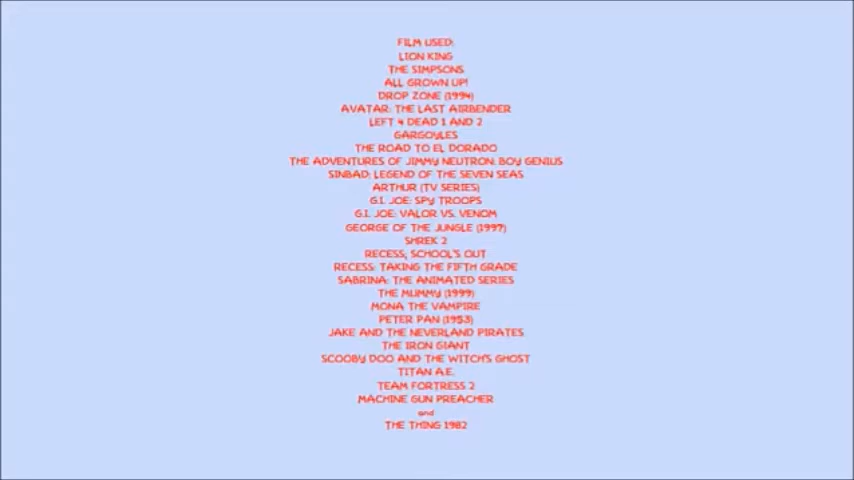 FILM USED:
LION KING
THE SIMPSONS
ALL GROWN UP!
DROP ZONE (1994)
AVATAR: THE LAST AIRBENDER
LEFT 4 DEAD 1 AND 2
GARGOYLES
THE ROAD TO EL DORADO
THE ADVENTURES OF JIMMY NEUTRON: BOY GENIUS
SINBAD: LEGEND OF THE SEVEN SEAS
ARTHUR (TV SERIES)
G.I. JOE: SPY TROOPS
G.I. JOE: VALOR VS. VENOM
GEORGE OF THE JUNGLE (1997)
SHREK 2
RECESS: SCHOOL'S OUT
RECESS: TAKING THE FIFTH GRADE
SABRINA: THE ANIMATED SERIES
THE MUMMY (1999)
MONA THE VAMPIRE
PETER PAN (1953)
JAKE AND THE NEVERLAND PIRATES
THE IRON GIANT
SCOOBY DOO AND THE WITCH'S GHOST
TITAN A.E.
TEAM FORTRESS 2
MACHINE GUN PREACHER
and
THE THING 1982